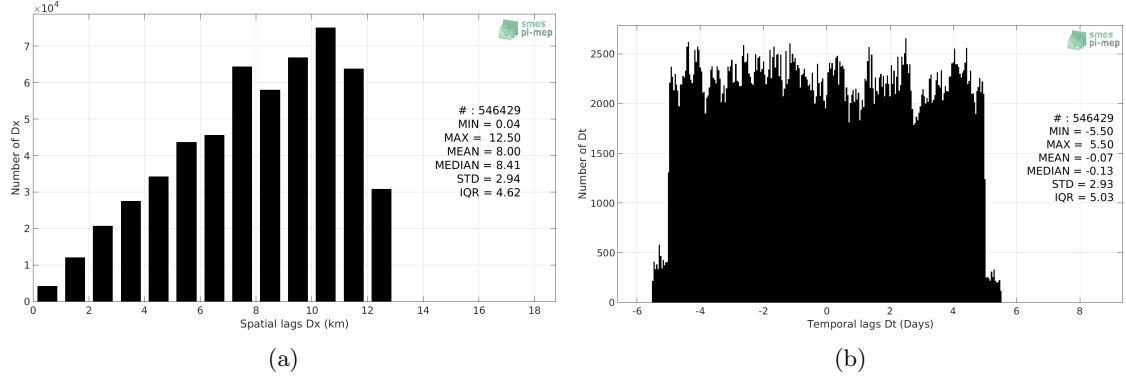 ×10⁴
7
6
5
4
3
2
1
0
Number of Dx
0 2 4 6 8 10 12 14 16 18
Spatial lags Dx (km)
smos
pi-mep
# : 546429
MIN = 0.04
MAX = 12.50
MEAN = 8.00
MEDIAN = 8.41
STD = 2.94
IQR = 4.62
(a)
2500
2000
1500
1000
500
0
Number of Dt
-6 -4 -2 0 2 4 6 8
Temporal lags Dt (Days)
smos
pi-mep
# : 546429
MIN = -5.50
MAX = 5.50
MEAN = -0.07
MEDIAN = -0.13
STD = 2.93
IQR = 5.03
(b)